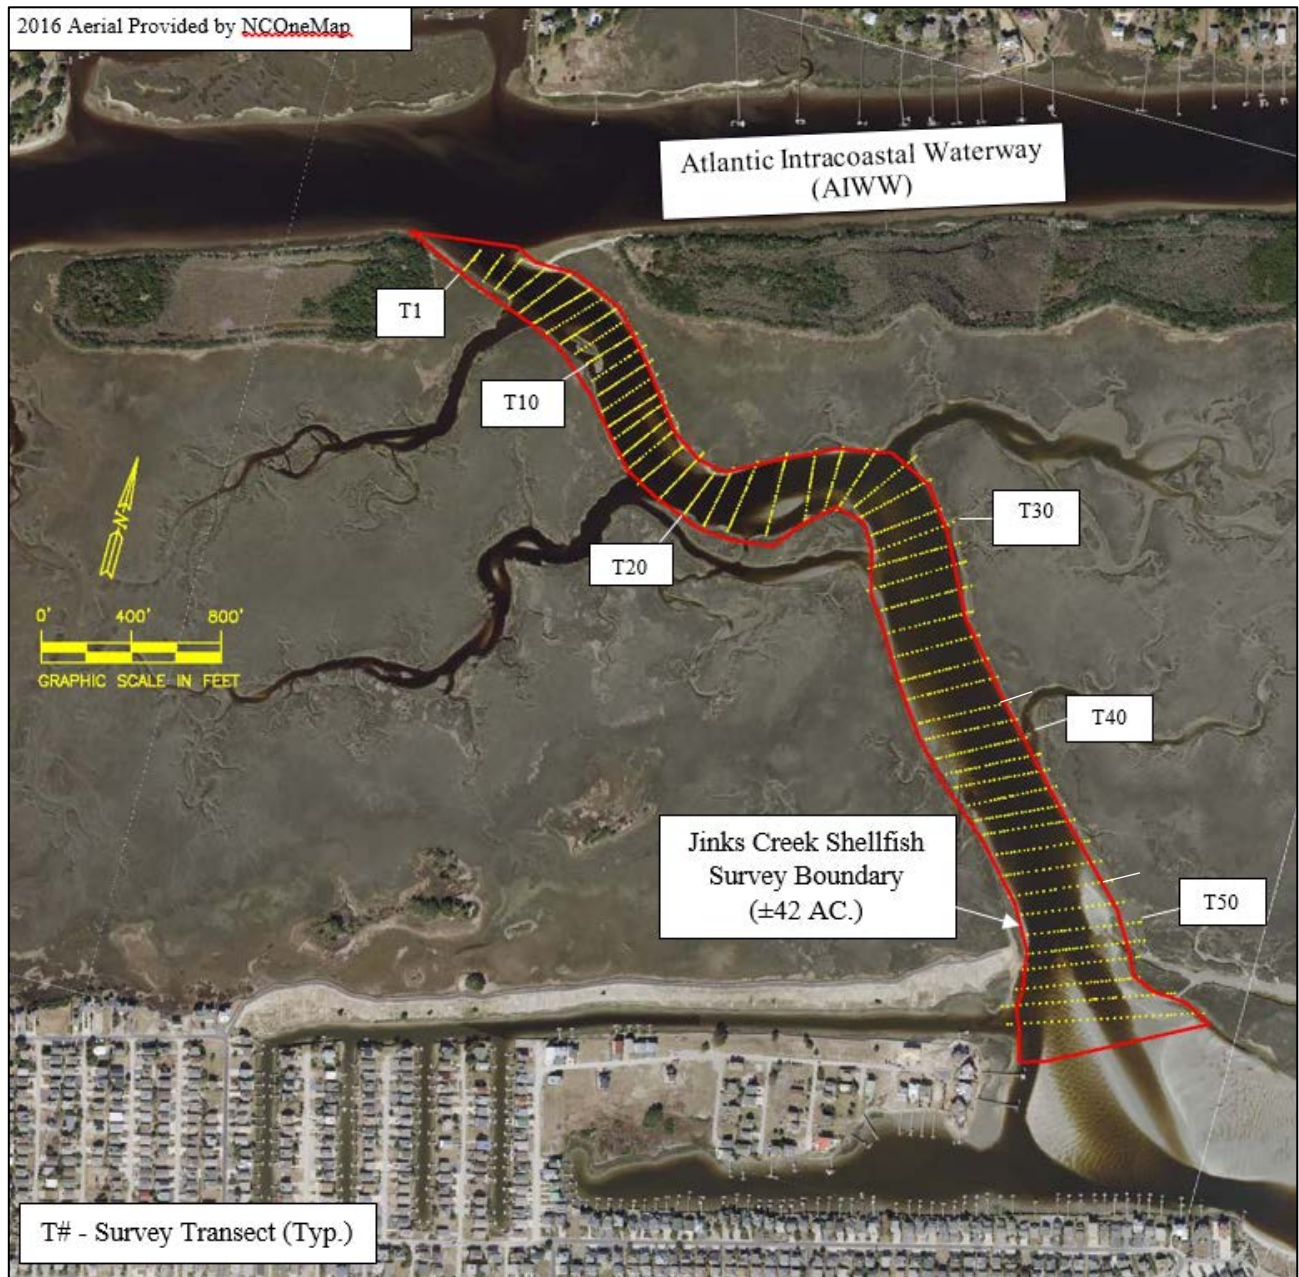 2016 Aerial Provided by NCOneMap
Atlantic Intracoastal Waterway
(AIWW)
T1
T10
T20
T30
N
0' 400' 800'
GRAPHIC SCALE IN FEET
T40
Jinks Creek Shellfish
Survey Boundary
(±42 AC.)
T50
T# - Survey Transect (Typ.)